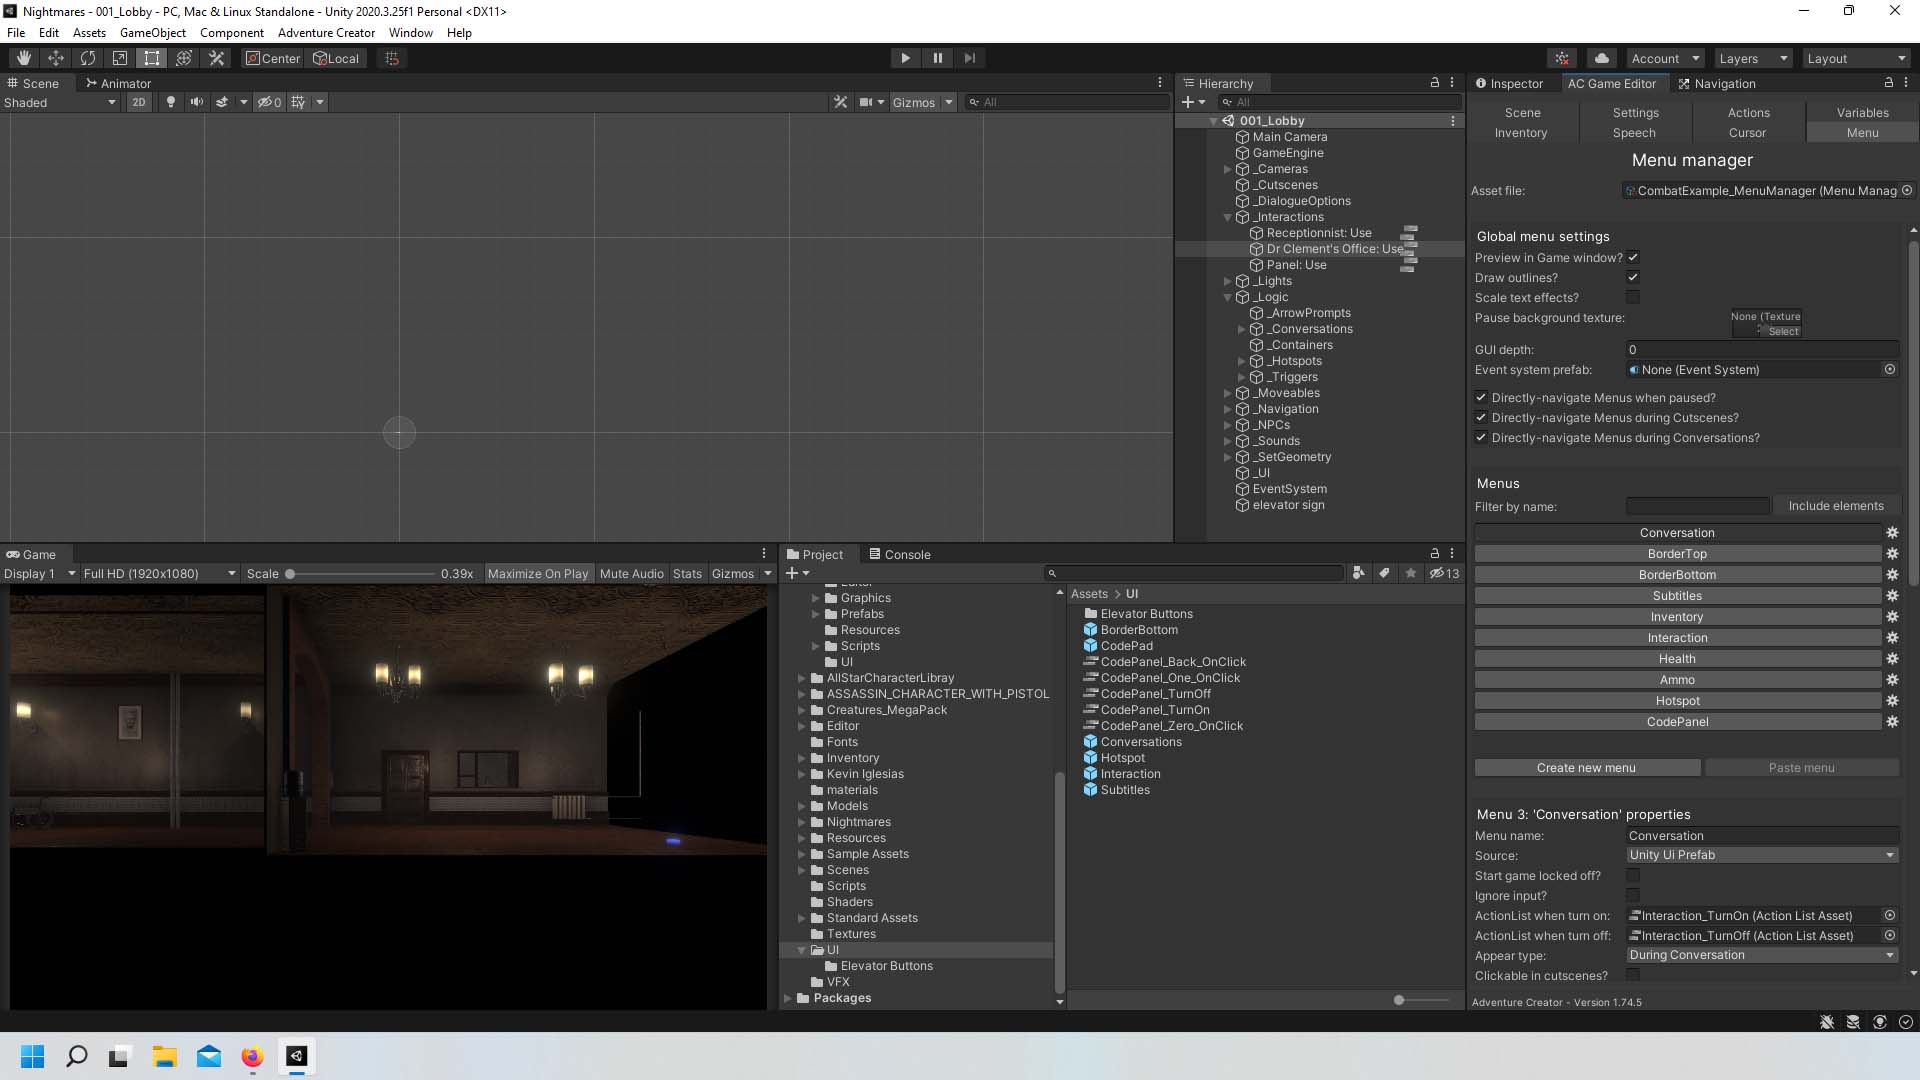 Nightmares - 001_Lobby - PC, Mac & Linux Standalone - Unity 2020.3.25f1 Personal <DX11>
File Edit Assets GameObject Component Adventure Creator Window Help
Center Local
Account Layers Layout
Scene Animator
Shaded 2D 0 Gizmos All
Hierarchy
All
001_Lobby
Main Camera
GameEngine
_Cameras
_Cutscenes
_DialogueOptions
_Interactions
Receptionnist: Use
Dr Clement's Office: Use
Panel: Use
_Lights
_Logic
_ArrowPrompts
_Conversations
_Containers
_Hotspots
_Triggers
_Moveables
_Navigation
_NPCs
_Sounds
_SetGeometry
_UI
EventSystem
elevator sign
Inspector AC Game Editor Navigation
Scene Settings Actions Variables
Inventory Speech Cursor Menu
Menu manager
Asset file: CombatExample_MenuManager (Menu Manag
Global menu settings
Preview in Game window?
Draw outlines?
Scale text effects?
Pause background texture: None (Texture
Select
GUI depth: 0
Event system prefab: None (Event System)
Directly-navigate Menus when paused?
Directly-navigate Menus during Cutscenes?
Directly-navigate Menus during Conversations?
Menus
Filter by name: Include elements
Conversation
BorderTop
BorderBottom
Subtitles
Inventory
Interaction
Health
Ammo
Hotspot
CodePanel
Create new menu Paste menu
Menu 3: 'Conversation' properties
Menu name: Conversation
Source: Unity Ui Prefab
Start game locked off?
Ignore input?
ActionList when turn on: Interaction_TurnOn (Action List Asset)
ActionList when turn off: Interaction_TurnOff (Action List Asset)
Appear type: During Conversation
Clickable in cutscenes?
Adventure Creator - Version 1.74.5
Game
Display 1 Full HD (1920x1080) Scale 0.39x Maximize On Play Mute Audio Stats Gizmos
Project Console
13
Editor
Graphics
Prefabs
Resources
Scripts
UI
AllStarCharacterLibray
ASSASSIN_CHARACTER_WITH_PISTOL
Creatures_MegaPack
Editor
Fonts
Inventory
Kevin Iglesias
materials
Models
Nightmares
Resources
Sample Assets
Scenes
Scripts
Shaders
Standard Assets
Textures
UI
Elevator Buttons
VFX
Packages
Assets > UI
Elevator Buttons
BorderBottom
CodePad
CodePanel_Back_OnClick
CodePanel_One_OnClick
CodePanel_TurnOff
CodePanel_TurnOn
CodePanel_Zero_OnClick
Conversations
Hotspot
Interaction
Subtitles